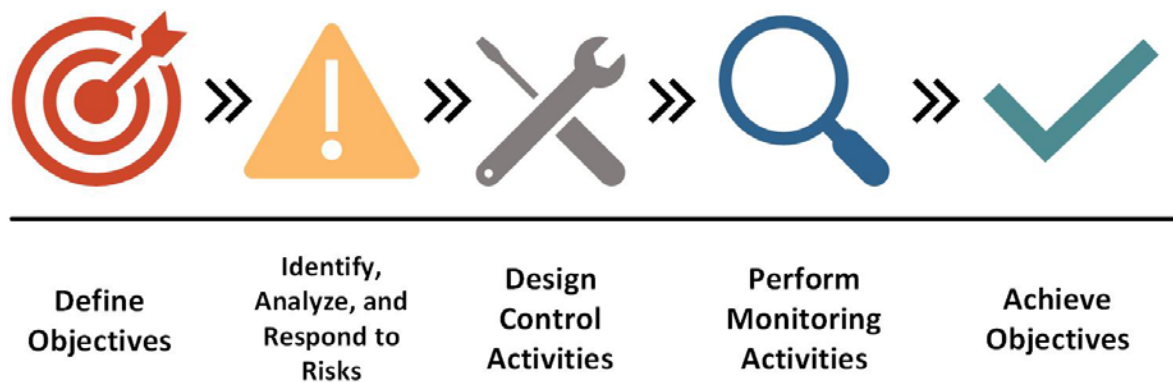 Define
Objectives
Identify,
Analyze, and
Respond to
Risks
Design
Control
Activities
Perform
Monitoring
Activities
Achieve
Objectives